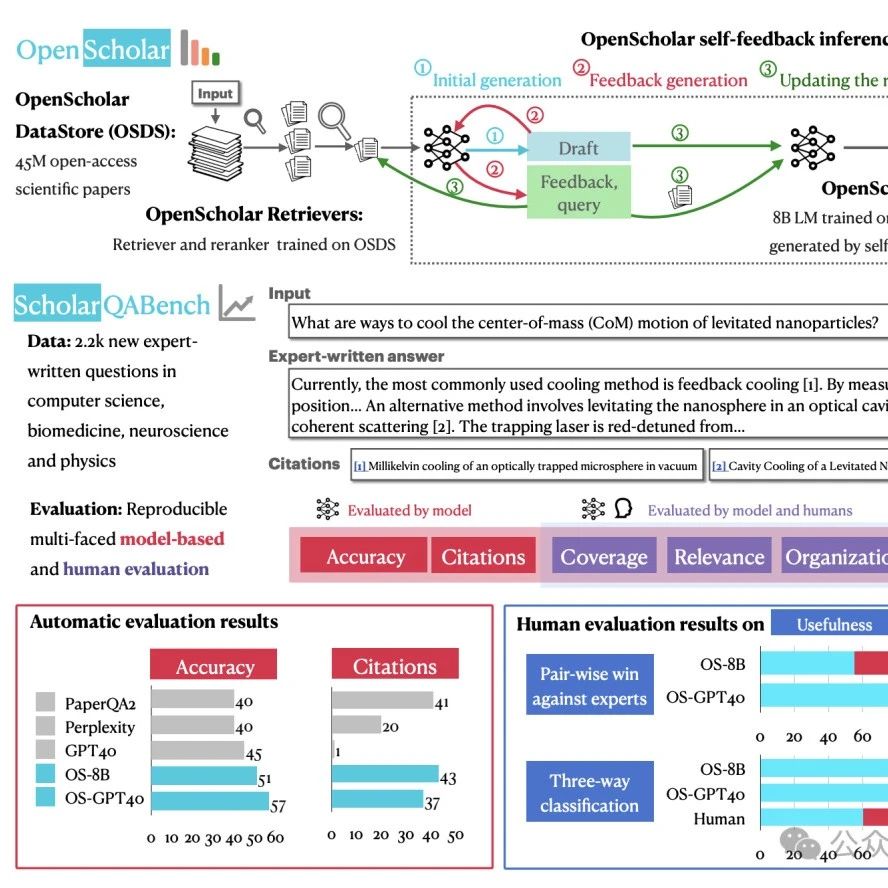 OpenScholar
OpenScholar self-feedback
① Initial generation ② Feedback generation ③ Updating the
OpenScholar
DataStore (OSDS):
45M open-access
scientific papers
Input
OpenScholar Retrievers:
Retriever and reranker trained on OSDS
①
②
②
③
③
③
Draft
Feedback,
query
8B LM trained
generated by
ScholarQABench
Data: 2.2k new expert-
written questions in
computer science,
biomedicine, neuroscience
and physics
Evaluation: Reproducible
multi-faced model-based
and human evaluation
Input
What are ways to cool the center-of-mass (CoM) motion of levitated nanoparticles?
Expert-written answer
Currently, the most commonly used cooling method is feedback cooling [1]. By
position... An alternative method involves levitating the nanosphere in an optical
coherent scattering [2]. The trapping laser is red-detuned from...
Citations
[1] Millikelvin cooling of an optically trapped microsphere in vacuum
[2] Cavity Cooling of a Levitated
Evaluated by model
Evaluated by model and humans
Accuracy
Citations
Coverage
Relevance
Automatic evaluation results
Accuracy
Citations
PaperQA2 40 41
Perplexity 40 20
GPT4o 45 1
OS-8B 51 43
OS-GPT4o 57 37
0 10 20 30 40 50 60
0 10 20 30 40 50
Human evaluation results on Usefulness
Pair-wise win
against experts
OS-8B
OS-GPT4o
0 20 40 60
Three-way
classification
OS-8B
OS-GPT4o
Human
0 20 40 60
公众